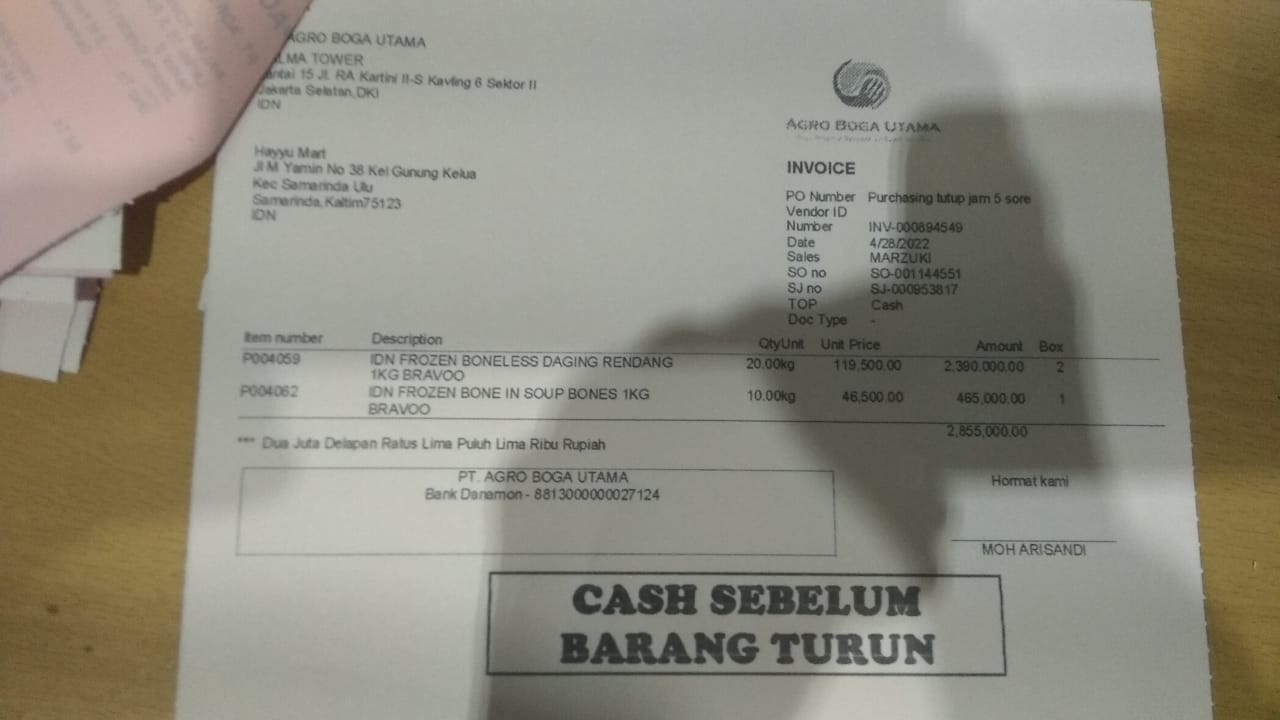 AGRO BOGA UTAMA
LMA TOWER
antai 15 Jl. RA Kartini II-S Kavling 6 Sektor II
Jakarta Selatan, DKI
IDN
AGRO BOGA UTAMA
Hayyu Mart
Jl M Yamin No 38 Kel Gunung Kelua
Kec Samarinda Ulu
Samarinda, Kaltim75123
IDN
INVOICE
PO Number Purchasing tutup jam 5 sore
Vendor ID
Number INV-000894549
Date 4/28/2022
Sales MARZUKI
SO no SO-001144551
SJ no SJ-000953817
TOP Cash
Doc Type -
Item number Description QtyUnit Unit Price Amount Box
P004059 IDN FROZEN BONELESS DAGING RENDANG 20.00kg 119,500.00 2,390,000.00 2
1KG BRAVOO
P004062 IDN FROZEN BONE IN SOUP BONES 1KG 10.00kg 46,500.00 465,000.00 1
BRAVOO
2,855,000.00
*** Dua Juta Delapan Ratus Lima Puluh Lima Ribu Rupiah
PT. AGRO BOGA UTAMA
Bank Danamon - 8813000000027124
Hormat kami
MOH ARISANDI
CASH SEBELUM
BARANG TURUN